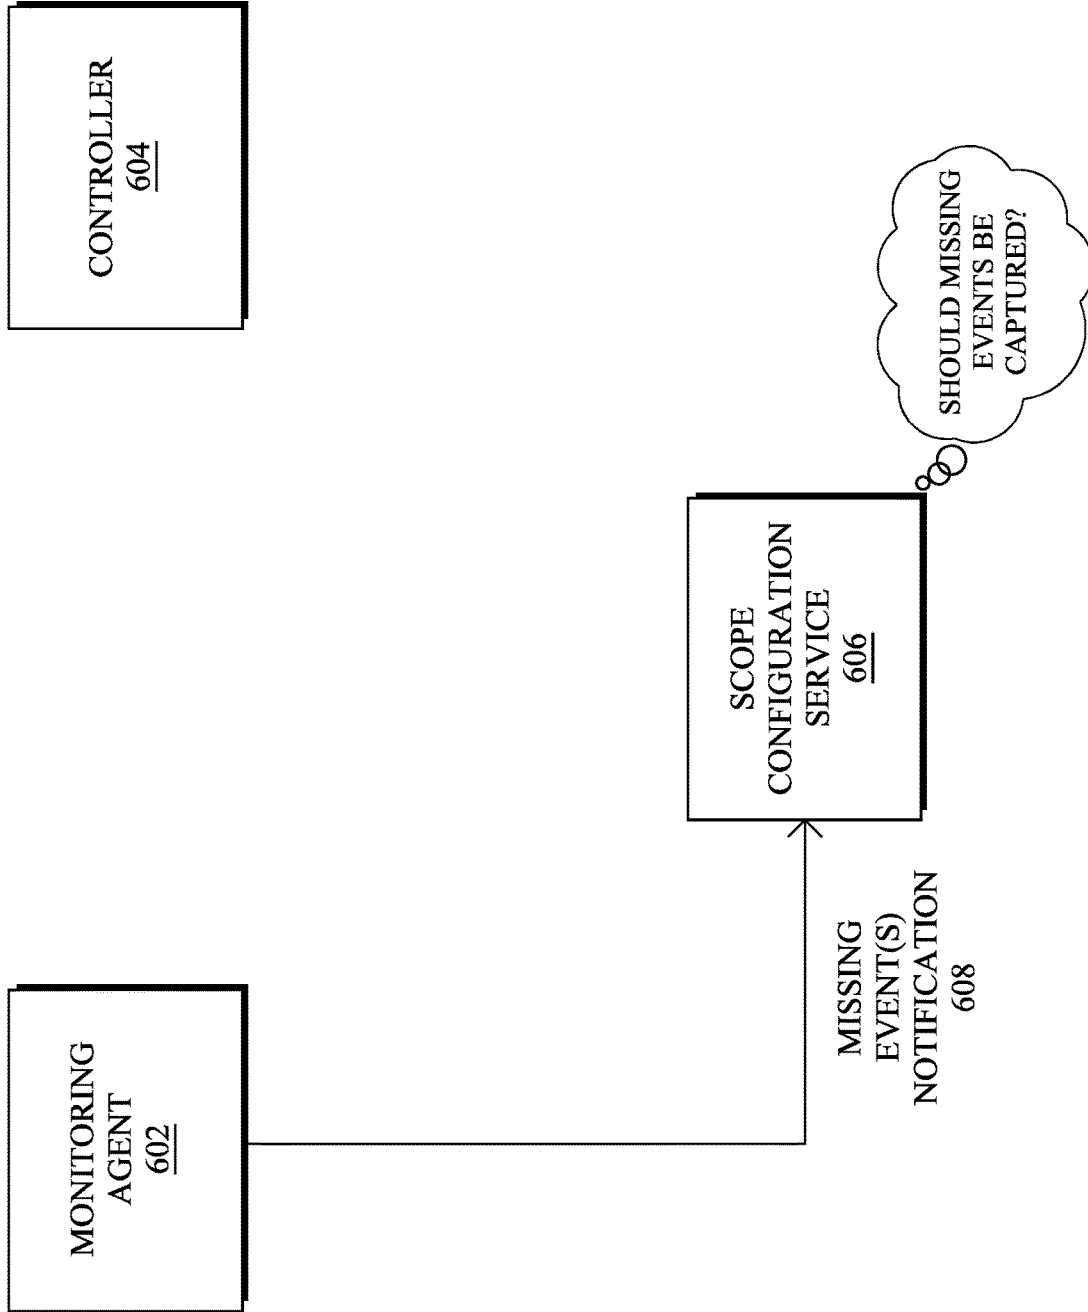 MONITORING
AGENT
602
CONTROLLER
604
MISSING
EVENT(S)
NOTIFICATION
608
SCOPE
CONFIGURATION
SERVICE
606
SHOULD MISSING
EVENTS BE
CAPTURED?